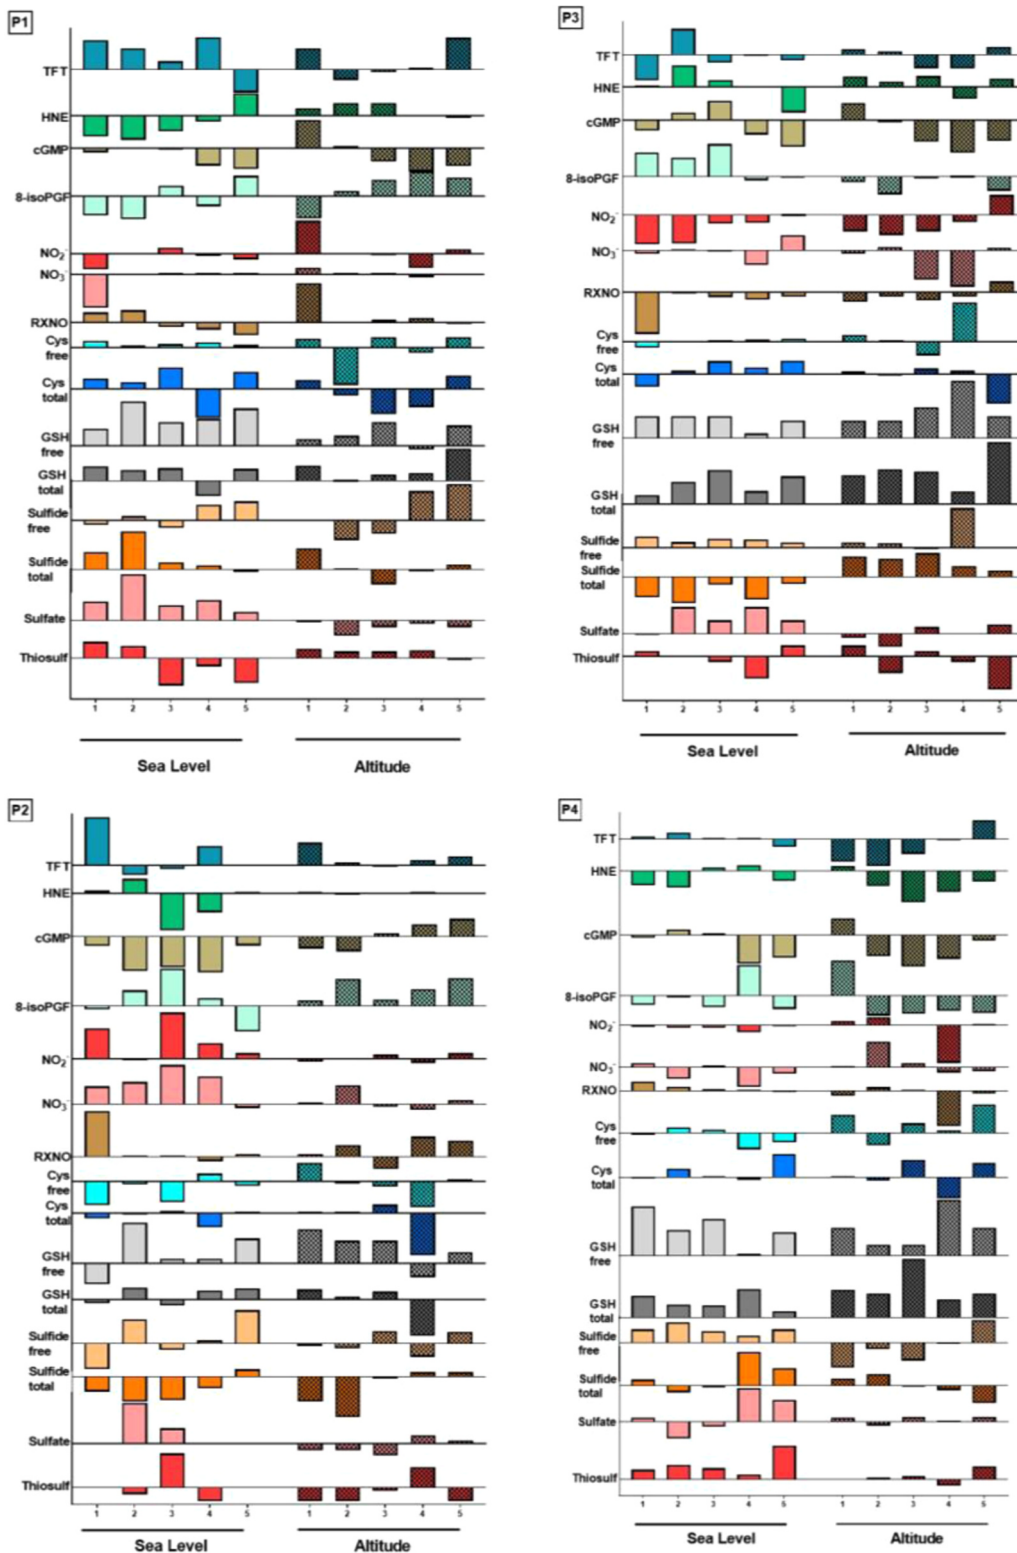 P1
TFT
HNE
cGMP
8-isoPGF
NO2-
NO3-
RXNO
Cys
free
Cys
total
GSH
free
GSH
total
Sulfide
free
Sulfide
total
Sulfate
Thiosulf
1 2 3 4 5 1 2 3 4 5
Sea Level Altitude
P3
TFT
HNE
cGMP
8-isoPGF
NO2-
NO3-
RXNO
Cys
free
Cys
total
GSH
free
GSH
total
Sulfide
free
Sulfide
total
Sulfate
Thiosulf
1 2 3 4 5 1 2 3 4 5
Sea Level Altitude
P2
TFT
HNE
cGMP
8-isoPGF
NO2-
NO3-
RXNO
Cys
free
Cys
total
GSH
free
GSH
total
Sulfide
free
Sulfide
total
Sulfate
Thiosulf
1 2 3 4 5 1 2 3 4 5
Sea Level Altitude
P4
TFT
HNE
cGMP
8-isoPGF
NO2-
NO3-
RXNO
Cys
free
Cys
total
GSH
free
GSH
total
Sulfide
free
Sulfide
total
Sulfate
Thiosulf
1 2 3 4 5 1 2 3 4 5
Sea Level Altitude